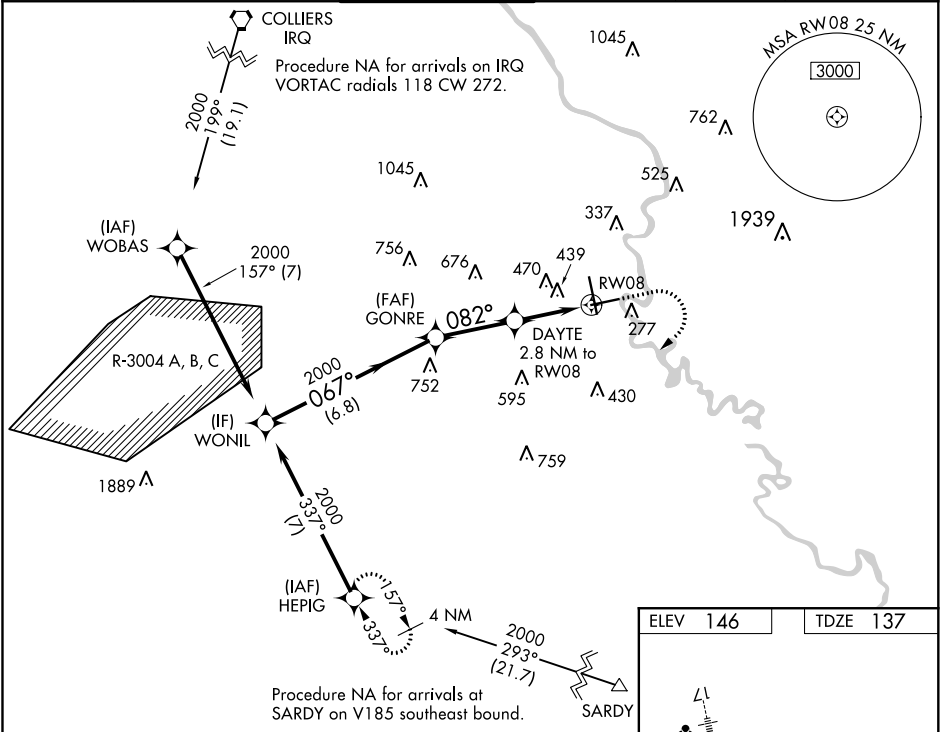 COLLIERS
IRQ
Procedure NA for arrivals on IRQ
VORTAC radials 118 CW 272.
1045
MSA RW08 25 NM
3000
2000
199°
(19.1)
762
1045
525
337
1939
(IAF)
WOBAS
2000
157° (7)
756
676
470
439
RW08
(FAF)
GONRE
082°
DAYTE
2.8 NM to
RW08
277
R-3004 A, B, C
2000
067°
(6.8)
752
595
430
(IF)
WONIL
759
1889
2000
337°
(7)
(IAF)
HEPIG
157°
337°
4 NM
2000
293°
(21.7)
SARDY
Procedure NA for arrivals at
SARDY on V185 southeast bound.
ELEV 146
TDZE 137
17